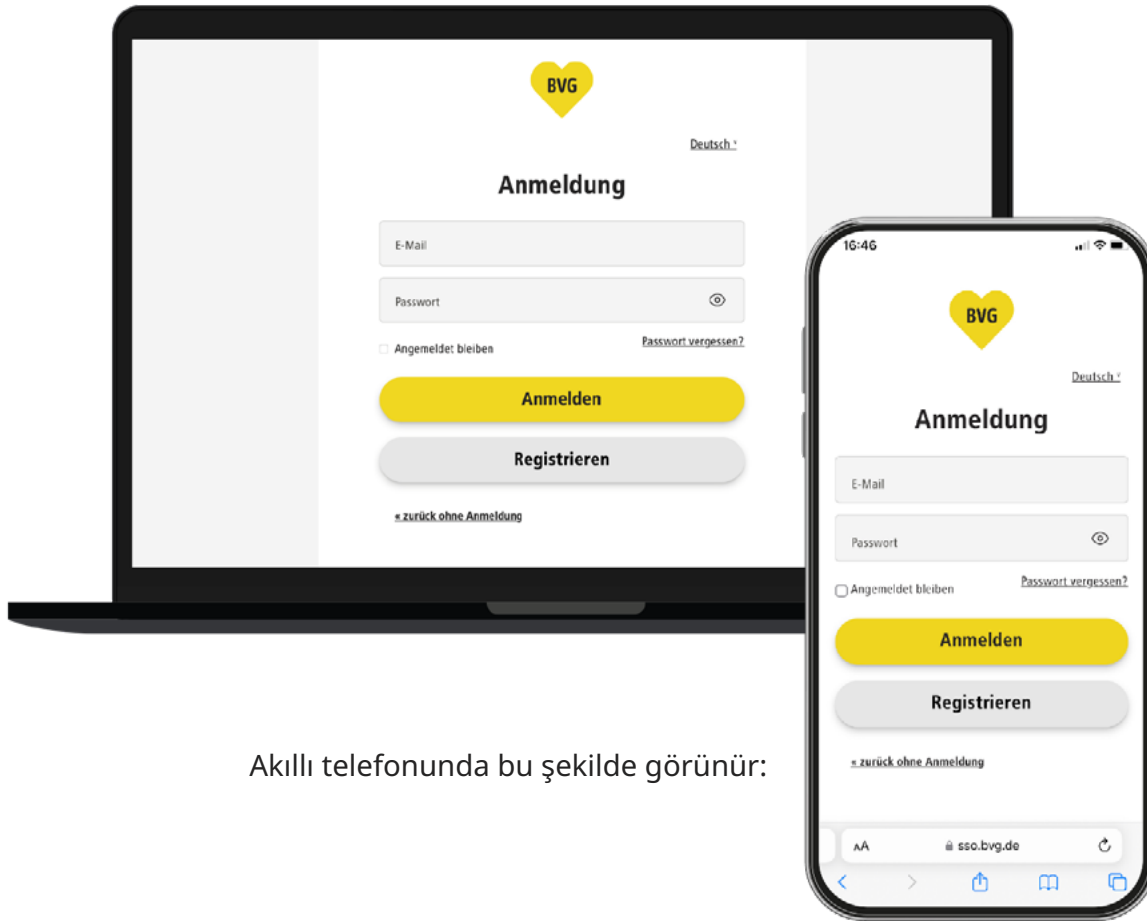 BVG
Deutsch
Anmeldung
E-Mail
Passwort
Angemeldet bleiben
Passwort vergessen?
Anmelden
Registrieren
« zurück ohne Anmeldung
Akıllı telefonunda bu şekilde görünür:
16:46
BVG
Deutsch
Anmeldung
E-Mail
Passwort
Angemeldet bleiben
Passwort vergessen?
Anmelden
Registrieren
« zurück ohne Anmeldung
AA
sso.bvg.de